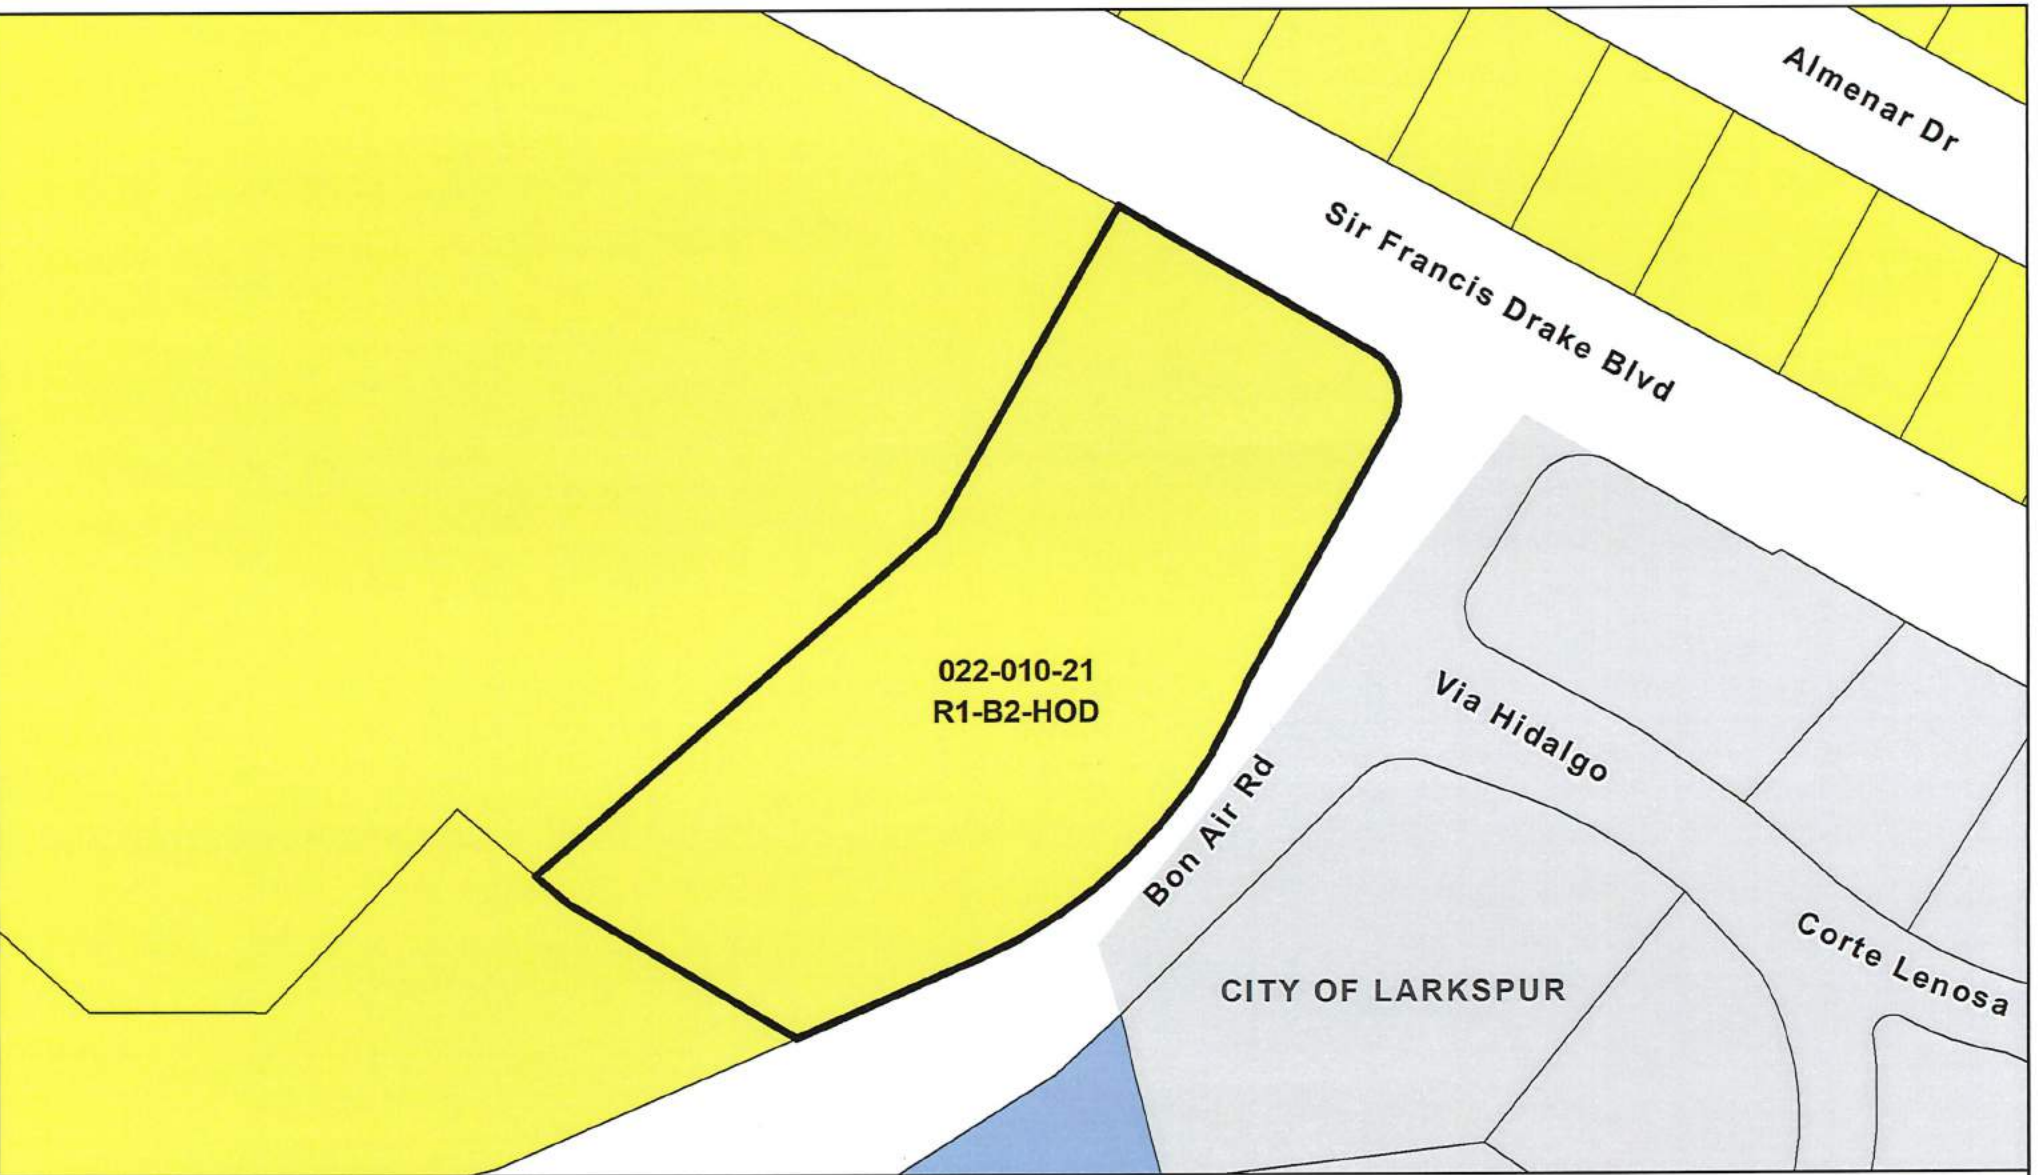 Almenar Dr
Sir Francis Drake Blvd
022-010-21
R1-B2-HOD
Via Hidalgo
Bon Air Rd
Corte Lenosa
CITY OF LARKSPUR